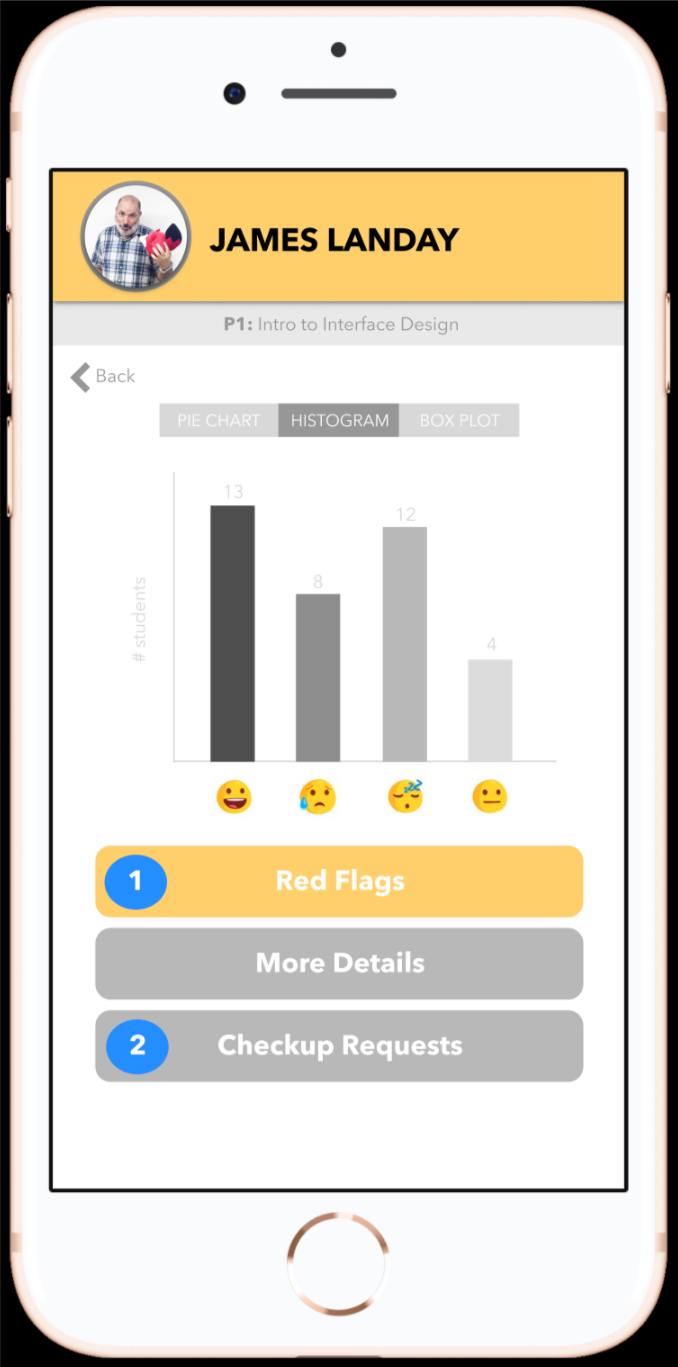 JAMES LANDAY
P1: Intro to Interface Design
Back
PIE CHART HISTOGRAM BOX PLOT
13
12
8
4
# students
1 Red Flags
More Details
2 Checkup Requests